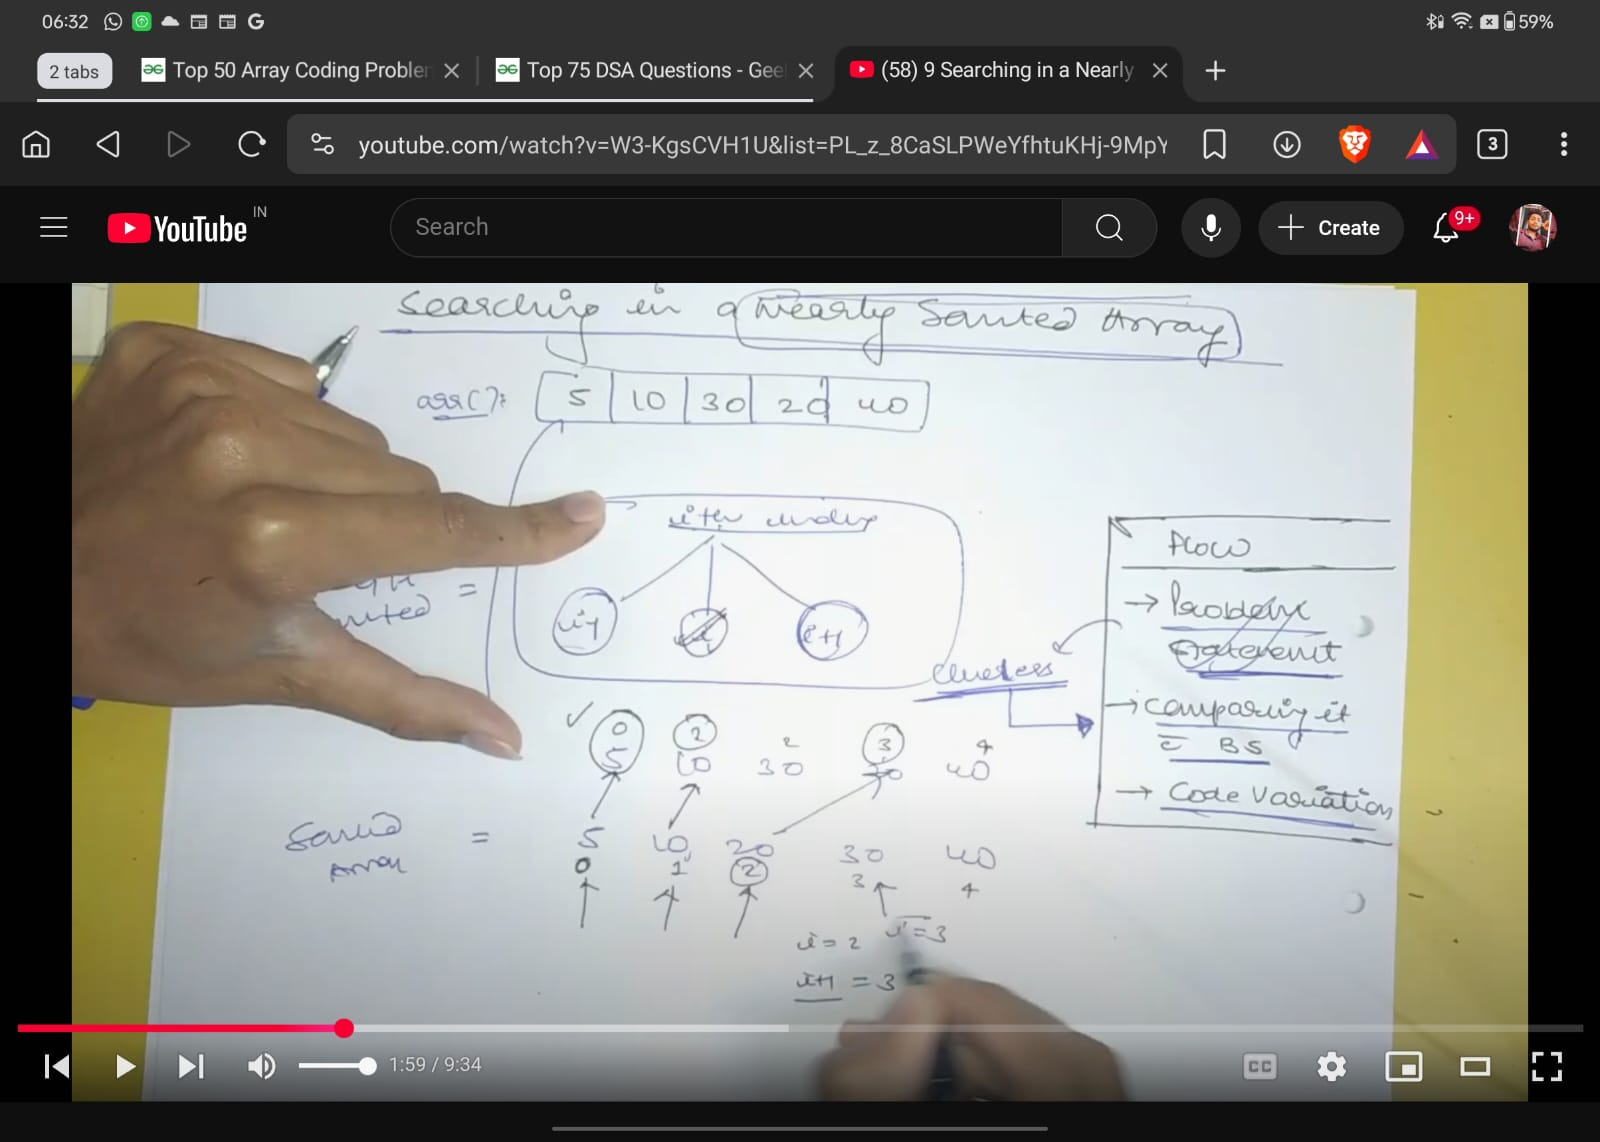 06:32
59%
2 tabs
Top 50 Array Coding Probler
Top 75 DSA Questions - Gee
(58) 9 Searching in a Nearly
youtube.com/watch?v=W3-KgsCVH1U&list=PL_z_8CaSLPWeYfhtuKHj-9MpY
3
YouTube IN
Search
Create
9+
Searching in a Nearly Sorted Array
arr[]: 5 10 30 20 40
ith index
i-1 i i+1
=
Flow
→ Problem
Statement
Clueless
→ Comparing it
c BS
→ Code Variation
0 2 2 3 4
5 10 30 20 40
Sorted = 5 10 20 30 40
Array 0 1 2 3 4
i=2 i=3
i+1 = 3
1:59 / 9:34
CC